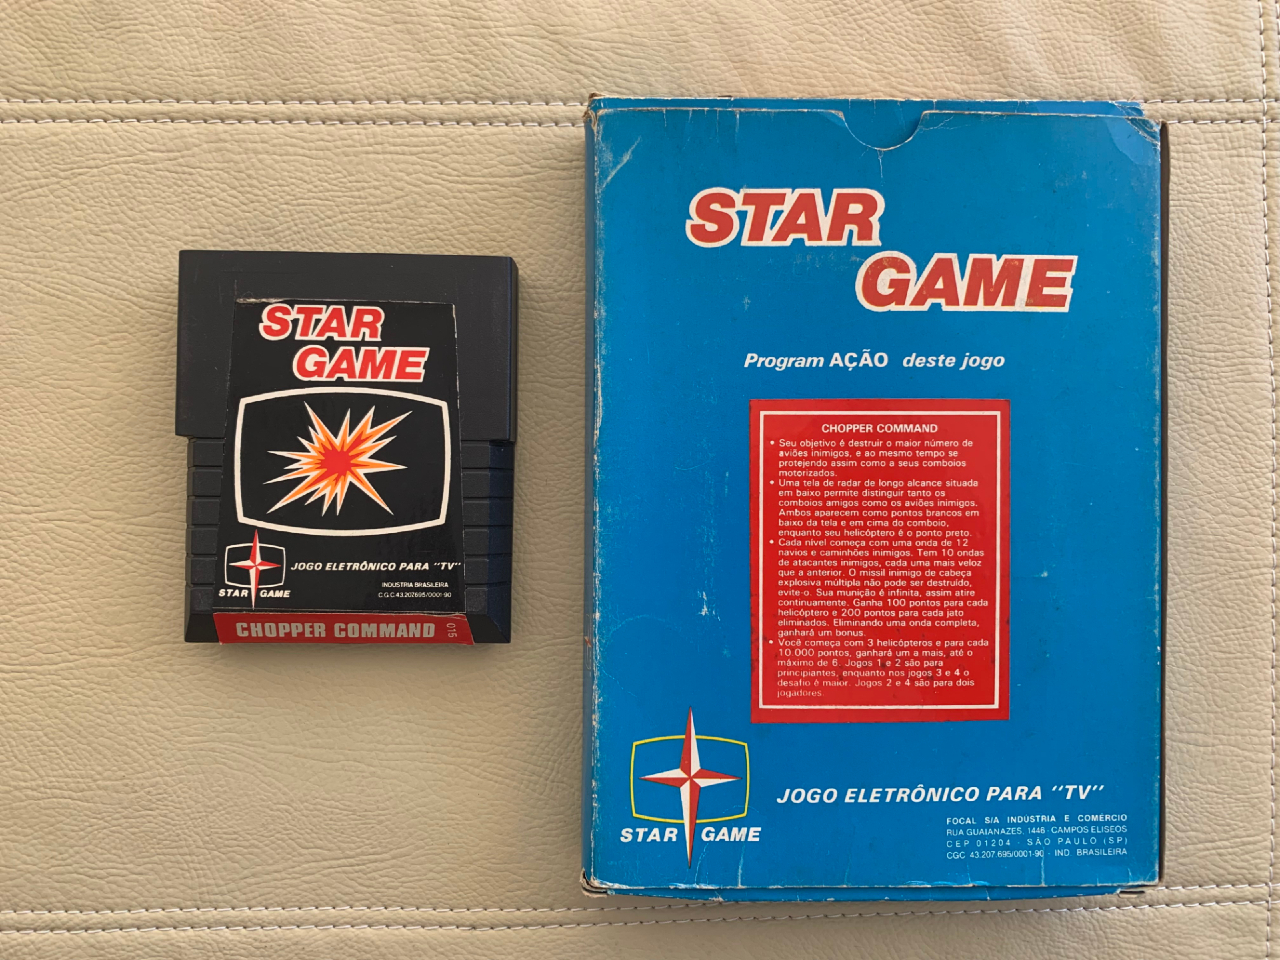 STAR
GAME
JOGO ELETRÔNICO PARA "TV"
INDÚSTRIA BRASILEIRA
C.G.C. 43.207695/0001-90
STAR GAME
CHOPPER COMMAND 015
STAR
GAME
Program AÇÃO deste jogo
CHOPPER COMMAND
• Seu objetivo é destruir o maior número de
aviões inimigos, e ao mesmo tempo se
protejendo assim como a seus comboios
motorizados.
• Uma tela de radar de longo alcance situada
em baixo permite distinguir tanto os
comboios amigos como os aviões inimigos.
Ambos aparecem como pontos brancos em
baixo da tela e em cima do comboio,
enquanto seu helicóptero é o ponto preto.
• Cada nível começa com uma onda de 12
navios e caminhões inimigos. Tem 10 ondas
de atacantes inimigos, cada uma mais veloz
que a anterior. O missil inimigo de cabeça
explosiva múltipla não pode ser destruído,
evite-o. Sua munição é infinita, assim atire
continuamente. Ganha 100 pontos para cada
helicóptero e 200 pontos para cada jato
eliminados. Eliminando uma onda completa,
ganhará um bonus.
• Você começa com 3 helicópteros e para cada
10.000 pontos, ganhará um a mais, até o
máximo de 6. Jogos 1 e 2 são para
principiantes, enquanto nos jogos 3 e 4 o
desafio é maior. Jogos 2 e 4 são para dois
jogadores.
STAR GAME
JOGO ELETRÔNICO PARA "TV"
FOCAL S/A INDÚSTRIA E COMÉRCIO
RUA GUAIANAZES, 1446 - CAMPOS ELISEOS
CEP 01204 - SÃO PAULO (SP)
CGC 43.207.695/0001-90 - IND. BRASILEIRA